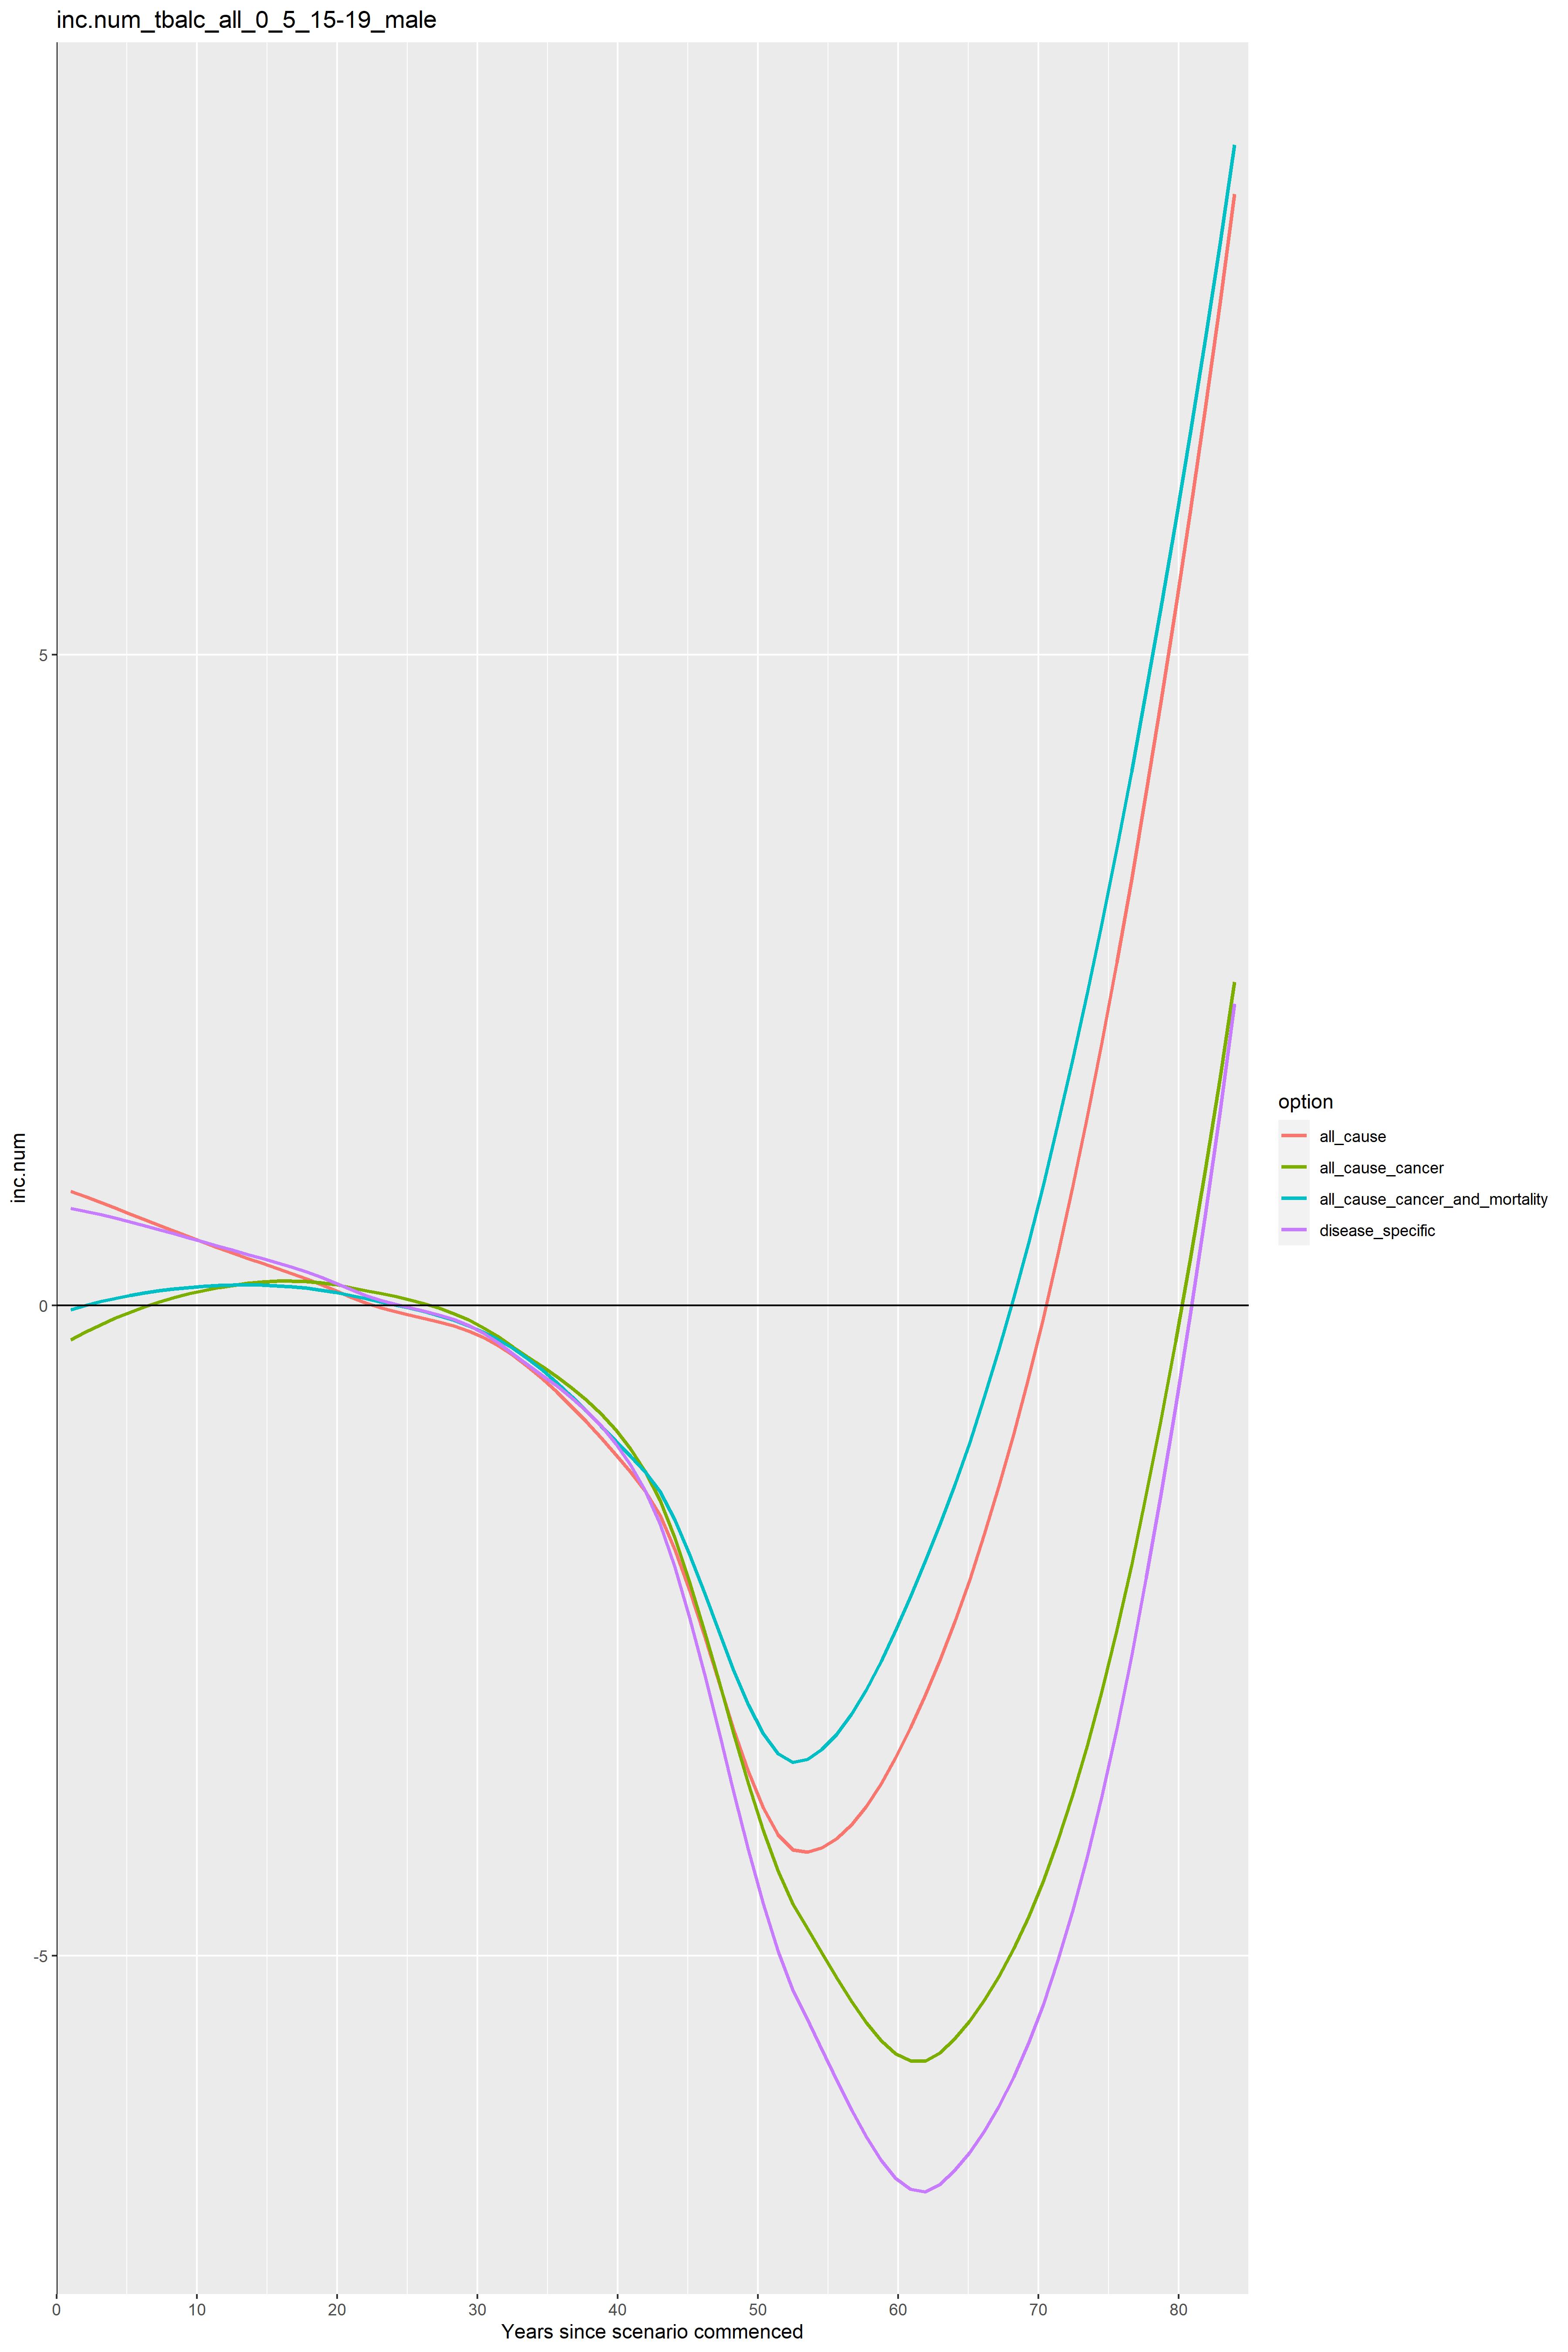 inc.num_tbalc_all_0_5_15-19_male
inc.num
5
0
-5
0 10 20 30 40 50 60 70 80
Years since scenario commenced
option
all_cause
all_cause_cancer
all_cause_cancer_and_mortality
disease_specific